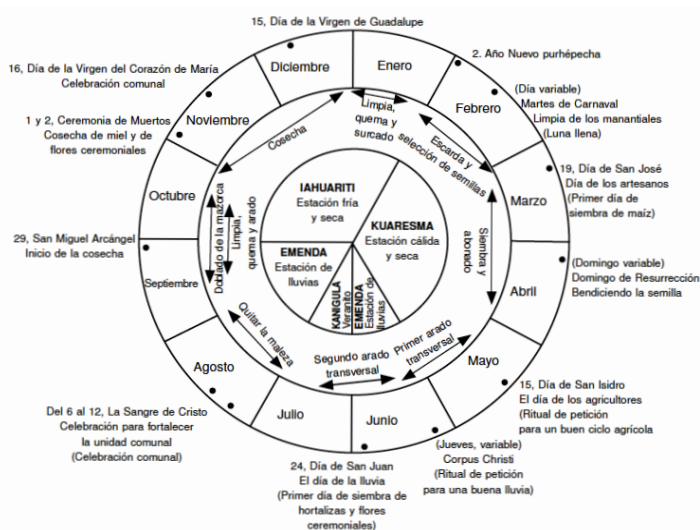 15, Día de la Virgen de Guadalupe
2. Año Nuevo purhépecha
(Día variable)
Martes de Carnaval
Limpia de los manantiales
(Luna llena)
19, Día de San José
Día de los artesanos
(Primer día de
siembra de maíz)
(Domingo variable)
Domingo de Resurrección
Bendiciendo la semilla
15, Día de San Isidro
El día de los agricultores
(Ritual de petición
para un buen ciclo agrícola
(Jueves, variable)
Corpus Christi
(Ritual de petición
para una buena lluvia)
24, Día de San Juan
El día de la lluvia
(Primer día de siembra de
hortalizas y flores
ceremoniales)
Del 6 al 12, La Sangre de Cristo
Celebración para fortalecer
la unidad comunal
(Celebración comunal)
29, San Miguel Arcángel
Inicio de la cosecha
1 y 2, Ceremonia de Muertos
Cosecha de miel y de
flores ceremoniales
16, Día de la Virgen del Corazón de María
Celebración comunal
Enero
Febrero
Marzo
Abril
Mayo
Junio
Julio
Agosto
Septiembre
Octubre
Noviembre
Diciembre
Limpia,
quema y
surcado
Escarda y
selección de semillas
Siembra y
abonado
Primer arado
transversal
Segundo arado
transversal
Quitar la maleza
Doblado de la mazorca
Limpia,
quema y arado
Cosecha
IAHUARITI
Estación fría
y seca
KUARESMA
Estación cálida
y seca
EMENDA
Estación de
lluvias
KANIGULA
Veranito
EMENDA
Estación de
lluvias